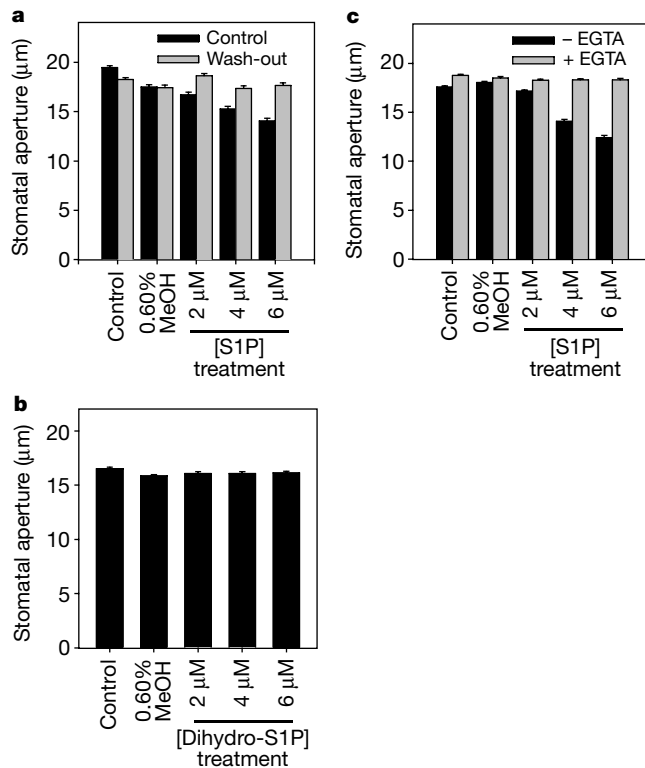 a
Stomatal aperture (μm)
20
15
10
5
0
Control
Wash-out
Control
0.60%
MeOH
2 μM
4 μM
6 μM
[S1P]
treatment
c
Stomatal aperture (μm)
20
15
10
5
0
– EGTA
+ EGTA
Control
0.60%
MeOH
2 μM
4 μM
6 μM
[S1P]
treatment
b
Stomatal aperture (μm)
20
15
10
5
0
Control
0.60%
MeOH
2 μM
4 μM
6 μM
[Dihydro-S1P]
treatment